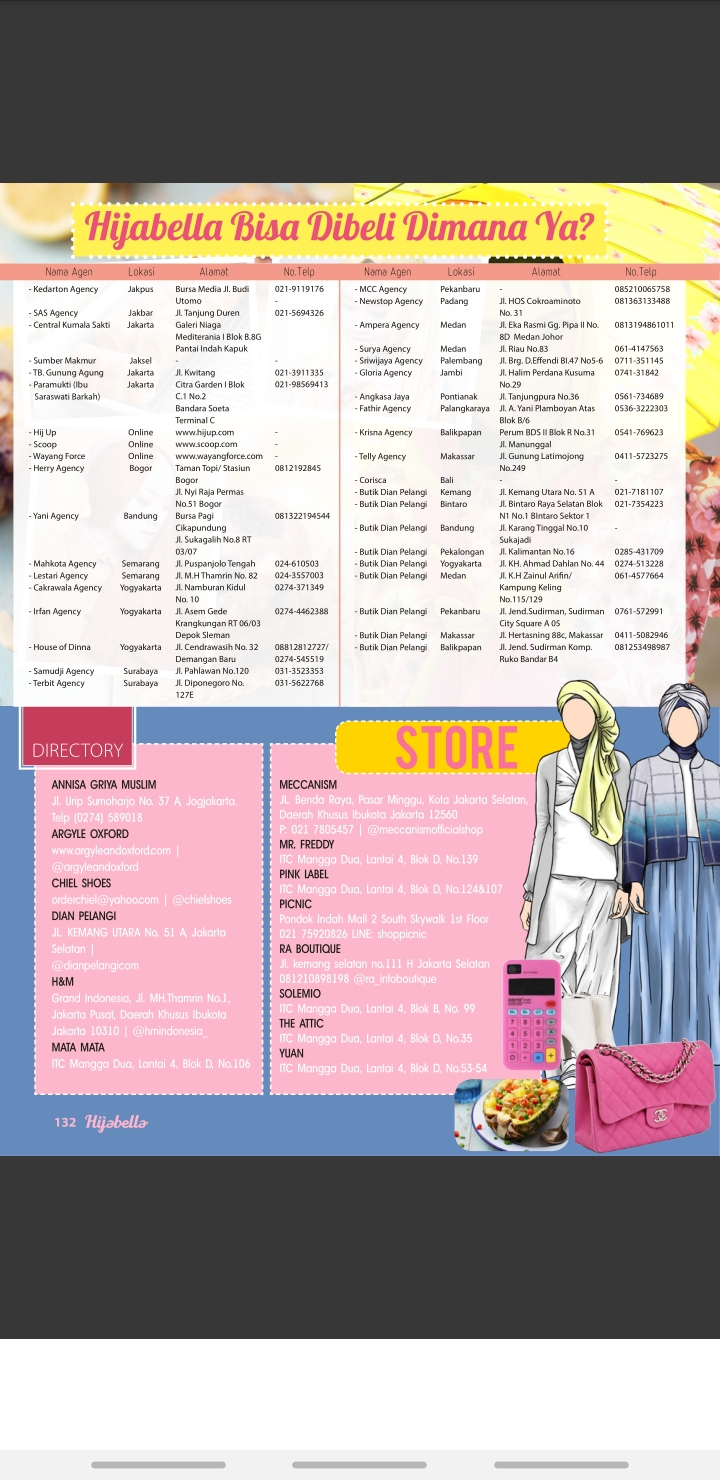 Hijabella Bisa Dibeli Dimana Ya?
Nama Agen Lokasi Alamat No.Telp
- Kedarton Agency Jakpus Bursa Media Jl. Budi 021-9119176
Utomo -
- SAS Agency Jakbar Jl. Tanjung Duren 021-5694326
- Central Kumala Sakti Jakarta Galeri Niaga
Mediterania I Blok B.8G
Pantai Indah Kapuk
- Sumber Makmur Jaksel - -
- TB. Gunung Agung Jakarta Jl. Kwitang 021-3911335
- Paramukti (Ibu Jakarta Citra Garden I Blok 021-98569413
Saraswati Barkah) C.1 No.2
Bandara Soeta
Terminal C
- Hij Up Online www.hijup.com -
- Scoop Online www.scoop.com -
- Wayang Force Online www.wayangforce.com -
- Herry Agency Bogor Taman Topi/ Stasiun 0812192845
Bogor
Jl. Nyi Raja Permas
No.51 Bogor
- Yani Agency Bandung Bursa Pagi 081322194544
Cikapundung
Jl. Sukagalih No.8 RT
03/07
- Mahkota Agency Semarang Jl. Puspanjolo Tengah 024-610503
- Lestari Agency Semarang Jl. M.H Thamrin No. 82 024-3557003
- Cakrawala Agency Yogyakarta Jl. Namburan Kidul 0274-371349
No. 10
- Irfan Agency Yogyakarta Jl. Asem Gede 0274-4462388
Krangkungan RT 06/03
Depok Sleman
- House of Dinna Yogyakarta Jl. Cendrawasih No. 32 08812812727/
Demangan Baru 0274-545519
- Samudji Agency Surabaya Jl. Pahlawan No.120 031-3523353
- Terbit Agency Surabaya Jl. Diponegoro No. 031-5622768
127E
Nama Agen Lokasi Alamat No.Telp
- MCC Agency Pekanbaru - 085210065758
- Newstop Agency Padang Jl. HOS Cokroaminoto 081363133488
No. 31
- Ampera Agency Medan Jl. Eka Rasmi Gg. Pipa II No. 0813194861011
8D Medan Johor
- Surya Agency Medan Jl. Riau No.83 061-4147563
- Sriwijaya Agency Palembang Jl. Brg. D.Effendi Bl.47 No5-6 0711-351145
- Gloria Agency Jambi Jl. Halim Perdana Kusuma 0741-31842
No.29
- Angkasa Jaya Pontianak Jl. Tanjungpura No.36 0561-734689
- Fathir Agency Palangkaraya Jl. A. Yani Plamboyan Atas 0536-3222303
Blok B/6
- Krisna Agency Balikpapan Perum BDS II Blok R No.31 0541-769623
Jl. Manunggal
- Telly Agency Makassar Jl. Gunung Latimojong 0411-5723275
No.249
- Corisca Bali - -
- Butik Dian Pelangi Kemang Jl. Kemang Utara No. 51 A 021-7181107
- Butik Dian Pelangi Bintaro Jl. Bintaro Raya Selatan Blok 021-7354223
N1 No.1 BIntaro Sektor 1
- Butik Dian Pelangi Bandung Jl. Karang Tinggal No.10 -
Sukajadi
- Butik Dian Pelangi Pekalongan Jl. Kalimantan No.16 0285-431709
- Butik Dian Pelangi Yogyakarta Jl. KH. Ahmad Dahlan No. 44 0274-513228
- Butik Dian Pelangi Medan Jl. K.H Zainul Arifin/ 061-4577664
Kampung Keling
No.115/129
- Butik Dian Pelangi Pekanbaru Jl. Jend.Sudirman, Sudirman 0761-572991
City Square A 05
- Butik Dian Pelangi Makassar Jl. Hertasning 88c, Makassar 0411-5082946
- Butik Dian Pelangi Balikpapan Jl. Jend. Sudirman Komp. 081253498987
Ruko Bandar B4
DIRECTORY
STORE
ANNISA GRIYA MUSLIM
Jl. Urip Sumoharjo No. 37 A, Jogjakarta.
Telp (0274) 589018
ARGYLE OXFORD
www.argyleandoxford.com |
@argyleandoxford
CHIEL SHOES
orderchiel@yahoo.com | @chielshoes
DIAN PELANGI
JL. KEMANG UTARA No. 51 A, Jakarta
Selatan |
@dianpelangicom
H&M
Grand Indonesia, Jl. MH.Thamrin No.1,
Jakarta Pusat, Daerah Khusus Ibukota
Jakarta 10310 | @hmindonesia_
MATA MATA
ITC Mangga Dua, Lantai 4, Blok D, No.106
MECCANISM
JL. Benda Raya, Pasar Minggu, Kota Jakarta Selatan,
Daerah Khusus Ibukota Jakarta 12560
P: 021 7805457 | @meccanismofficialshop
MR. FREDDY
ITC Mangga Dua, Lantai 4, Blok D, No.139
PINK LABEL
ITC Mangga Dua, Lantai 4, Blok D, No.124&107
PICNIC
Pondok Indah Mall 2 South Skywalk 1st Floor
021 75920826 LINE: shoppicnic
RA BOUTIQUE
Jl. kemang selatan no.111 H Jakarta Selatan
081210898198 @ra_infoboutique
SOLEMIO
ITC Mangga Dua, Lantai 4, Blok B, No. 99
THE ATTIC
ITC Mangga Dua, Lantai 4, Blok D, No.35
YUAN
ITC Mangga Dua, Lantai 4, Blok D, No.53-54
7 8 9
4 5 6
1 2 3
132 Hijabella